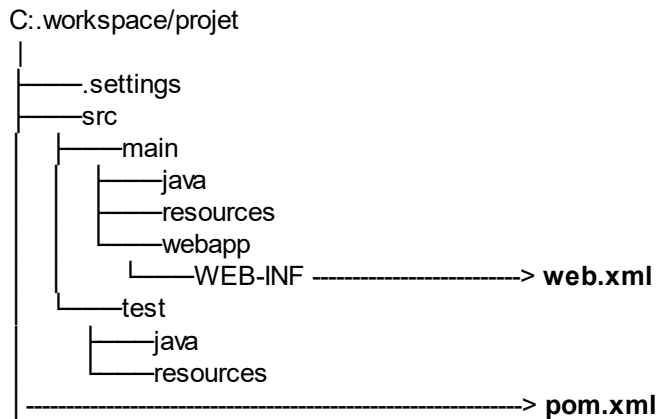 C:.workspace/projet
.settings
src
main
java
resources
webapp
WEB-INF ---------------------------> web.xml
test
java
resources
----------------------------------------------------------------> pom.xml